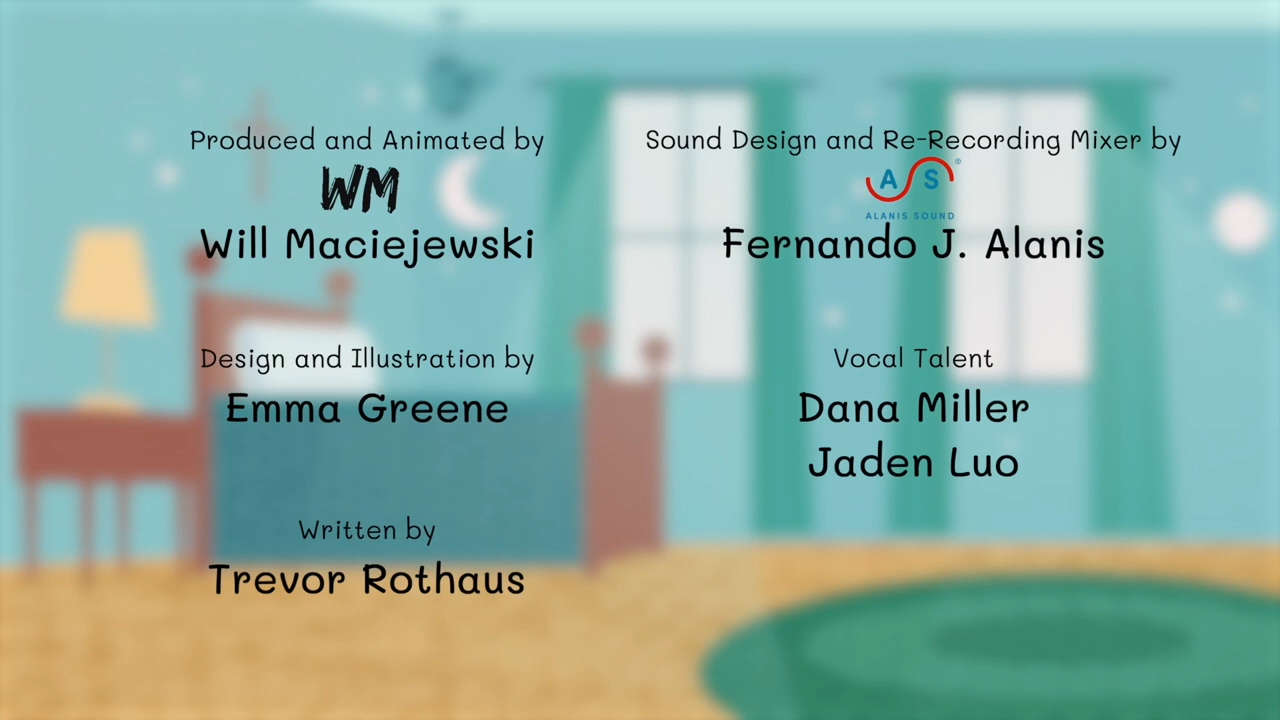 Produced and Animated by
WM
Will Maciejewski
Design and Illustration by
Emma Greene
Written by
Trevor Rothaus
Sound Design and Re-Recording Mixer by
AS®
ALANIS SOUND
Fernando J. Alanis
Vocal Talent
Dana Miller
Jaden Luo